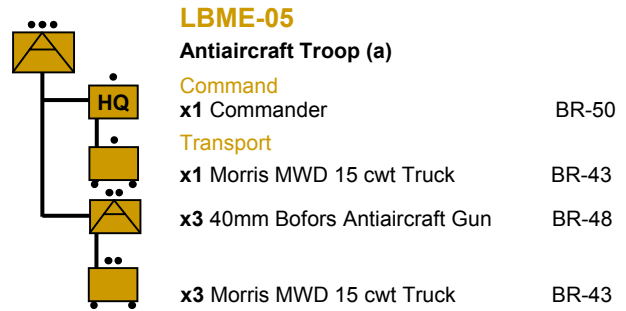 LBME-05
Antiaircraft Troop (a)
Command
HQ
x1 Commander BR-50
Transport
x1 Morris MWD 15 cwt Truck BR-43
x3 40mm Bofors Antiaircraft Gun BR-48
x3 Morris MWD 15 cwt Truck BR-43